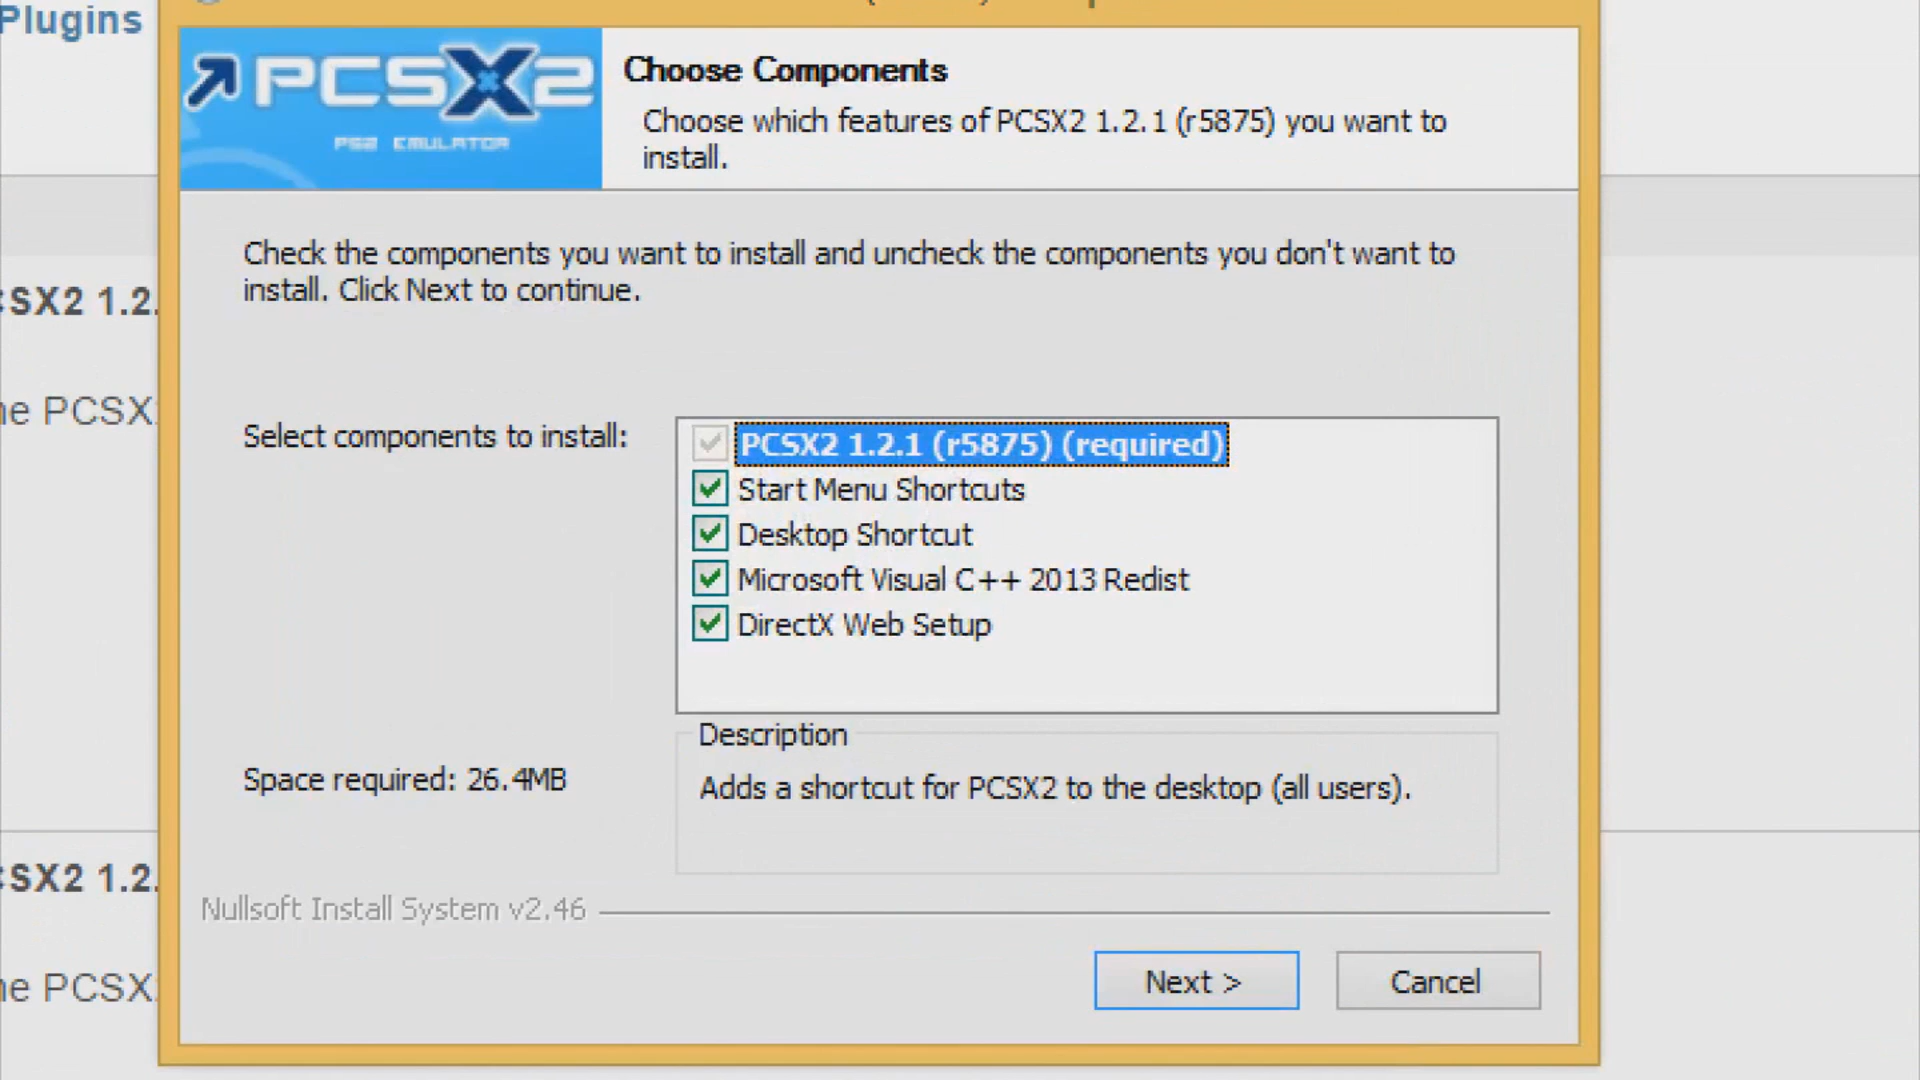 Plugins
PCSX2
PS2 EMULATOR
Choose Components
Choose which features of PCSX2 1.2.1 (r5875) you want to
install.
Check the components you want to install and uncheck the components you don't want to
install. Click Next to continue.
SX2 1.2.
ne PCSX
Select components to install:
PCSX2 1.2.1 (r5875) (required)
Start Menu Shortcuts
Desktop Shortcut
Microsoft Visual C++ 2013 Redist
DirectX Web Setup
Description
Space required: 26.4MB
Adds a shortcut for PCSX2 to the desktop (all users).
SX2 1.2.
Nullsoft Install System v2.46
ne PCSX
Next >
Cancel